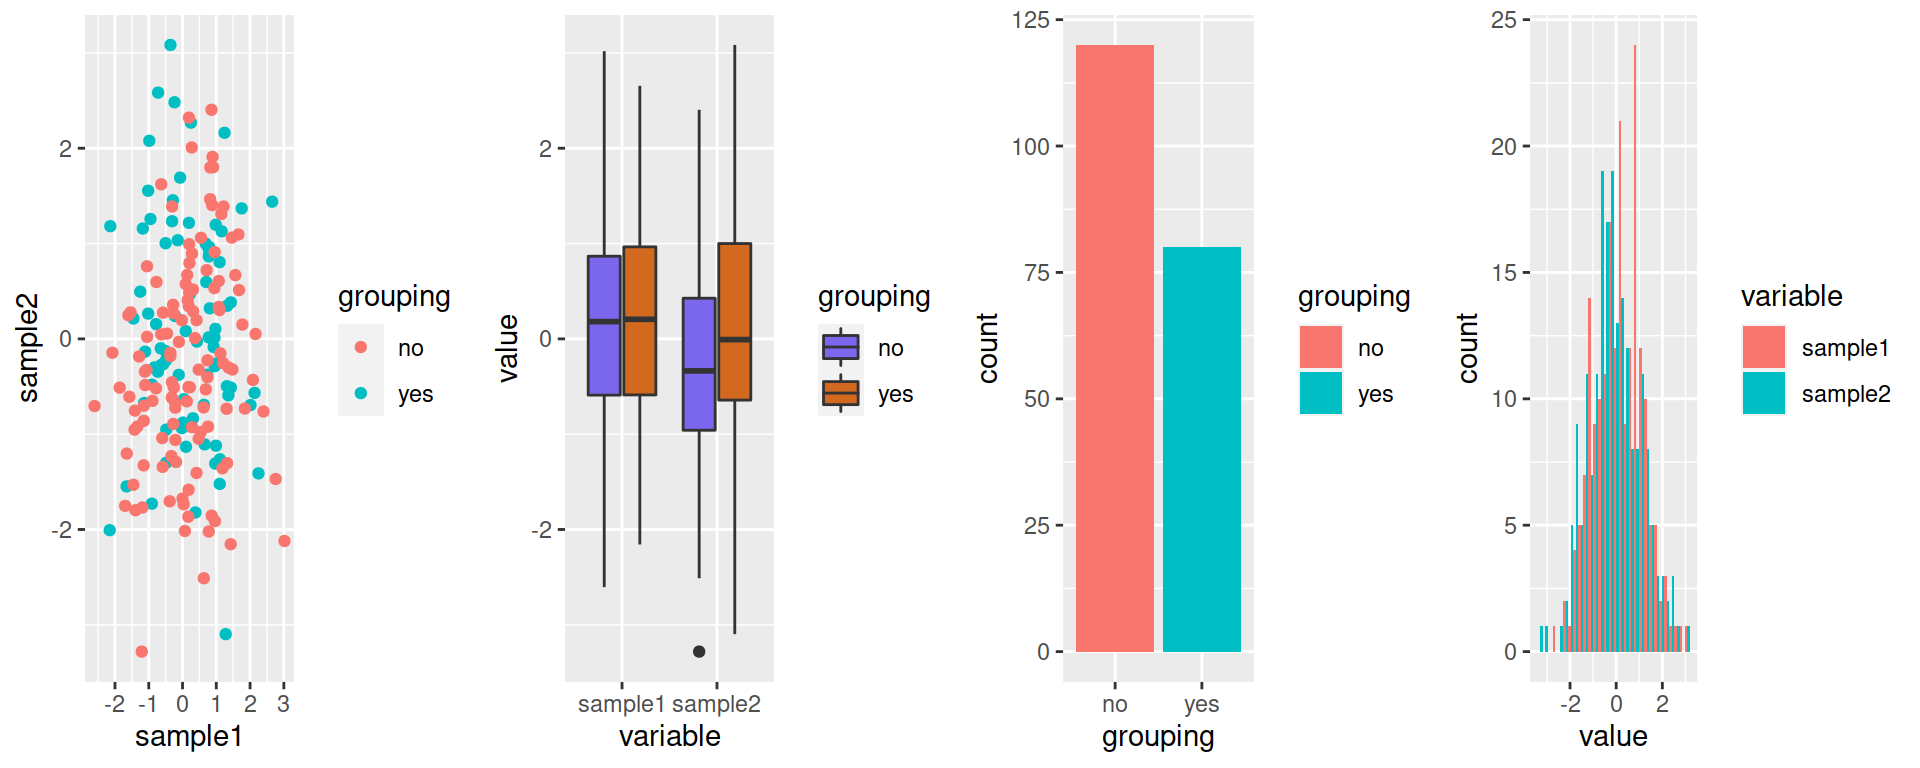 sample2
2
0
-2
-2 -1 0 1 2 3
sample1
grouping
no
yes
value
2
0
-2
sample1 sample2
variable
grouping
no
yes
count
125
100
75
50
25
0
no yes
grouping
grouping
no
yes
count
25
20
15
10
5
0
-2 0 2
value
variable
sample1
sample2